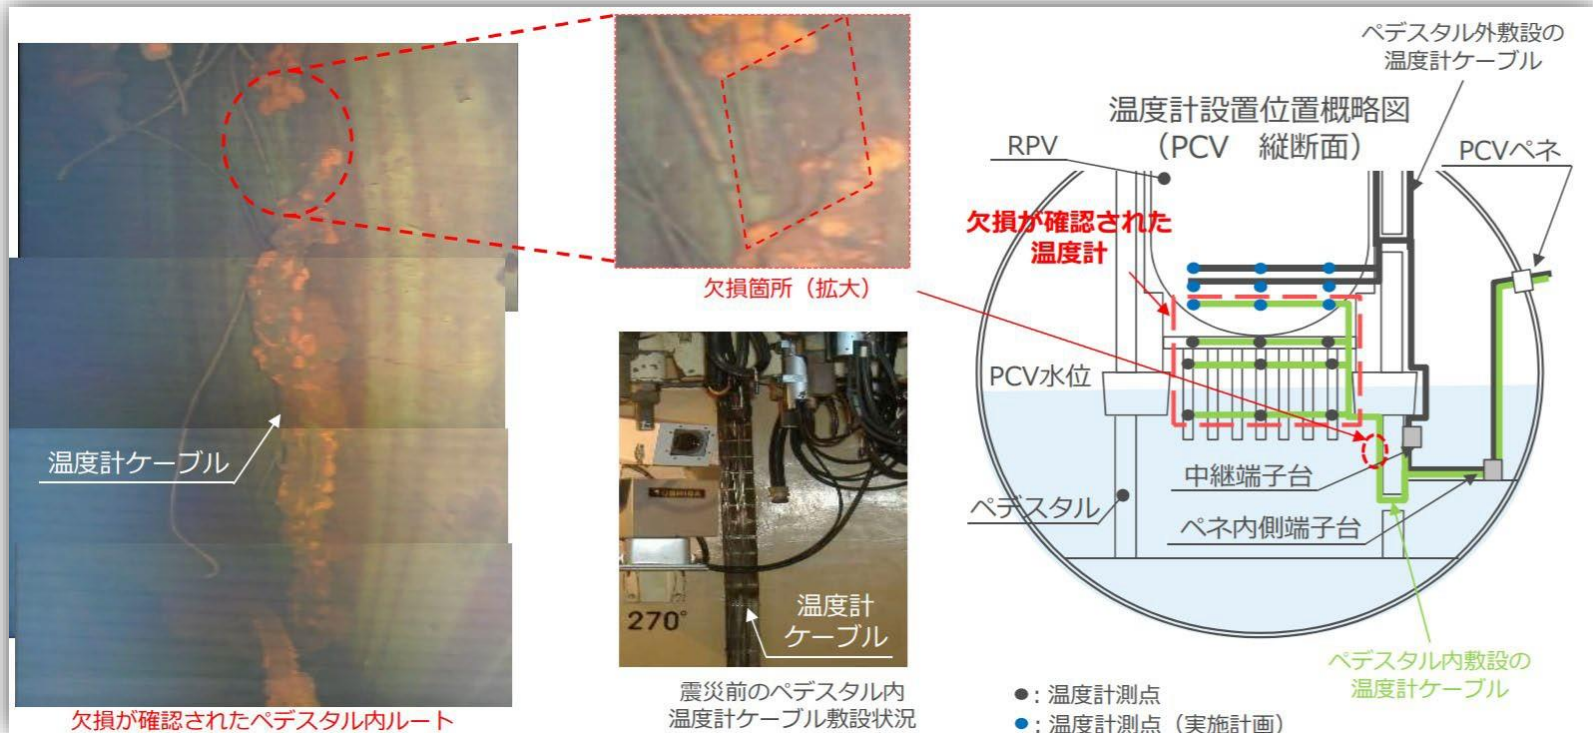 温度計ケーブル
欠損が確認されたペデスタル内ルート
欠損箇所（拡大）
270°
温度計
ケーブル
震災前のペデスタル内
温度計ケーブル敷設状況
ペデスタル外敷設の
温度計ケーブル
温度計設置位置概略図
（PCV　縦断面）
RPV
PCVペネ
欠損が確認された
温度計
PCV水位
中継端子台
ペデスタル
ペネ内側端子台
ペデスタル内敷設の
温度計ケーブル
●：温度計測点
●：温度計測点（実施計画）